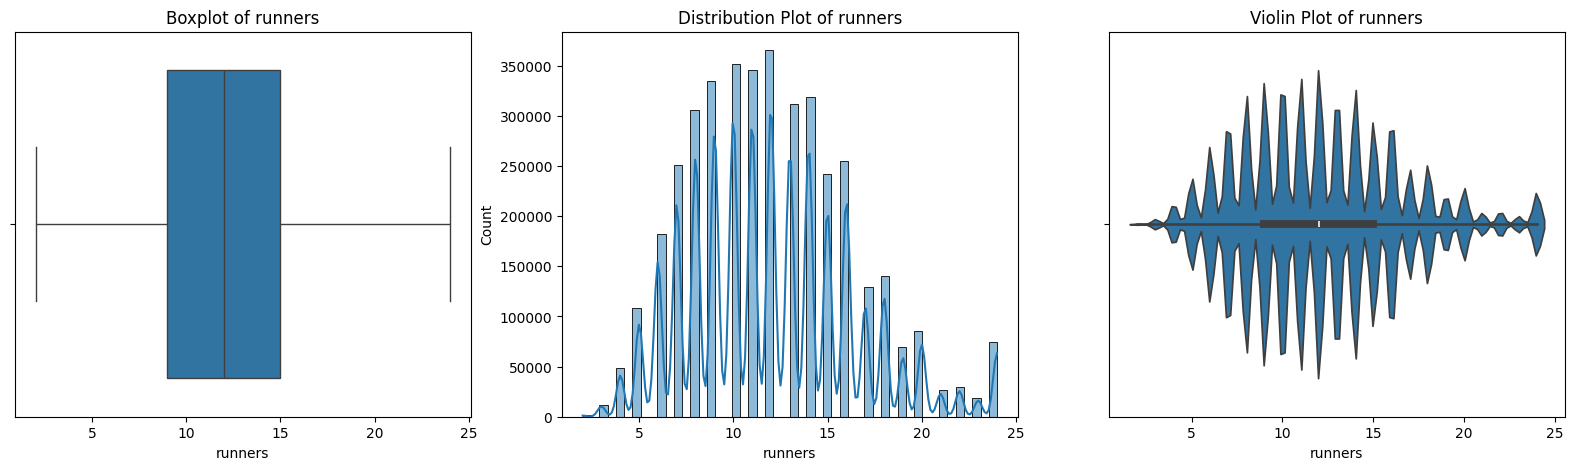 Boxplot of runners
5 10 15 20 25
runners
Distribution Plot of runners
Count
350000
300000
250000
200000
150000
100000
50000
0
5 10 15 20 25
runners
Violin Plot of runners
5 10 15 20 25
runners